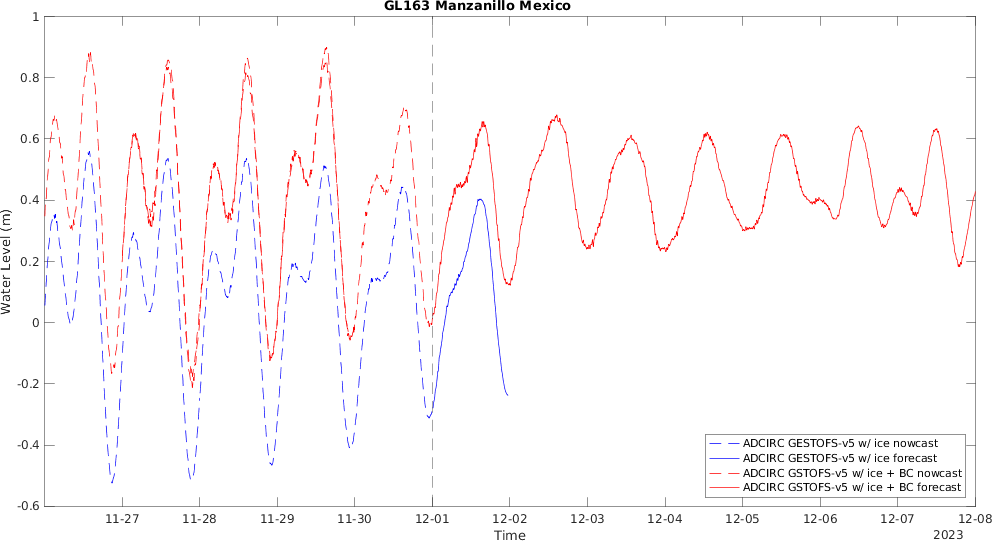 GL163 Manzanillo Mexico
Water Level (m)
1
0.8
0.6
0.4
0.2
0
-0.2
-0.4
-0.6
ADCIRC GESTOFS-v5 w/ ice nowcast
ADCIRC GESTOFS-v5 w/ ice forecast
ADCIRC GSTOFS-v5 w/ ice + BC nowcast
ADCIRC GSTOFS-v5 w/ ice + BC forecast
11-27 11-28 11-29 11-30 12-01 12-02 12-03 12-04 12-05 12-06 12-07 12-08
Time
2023